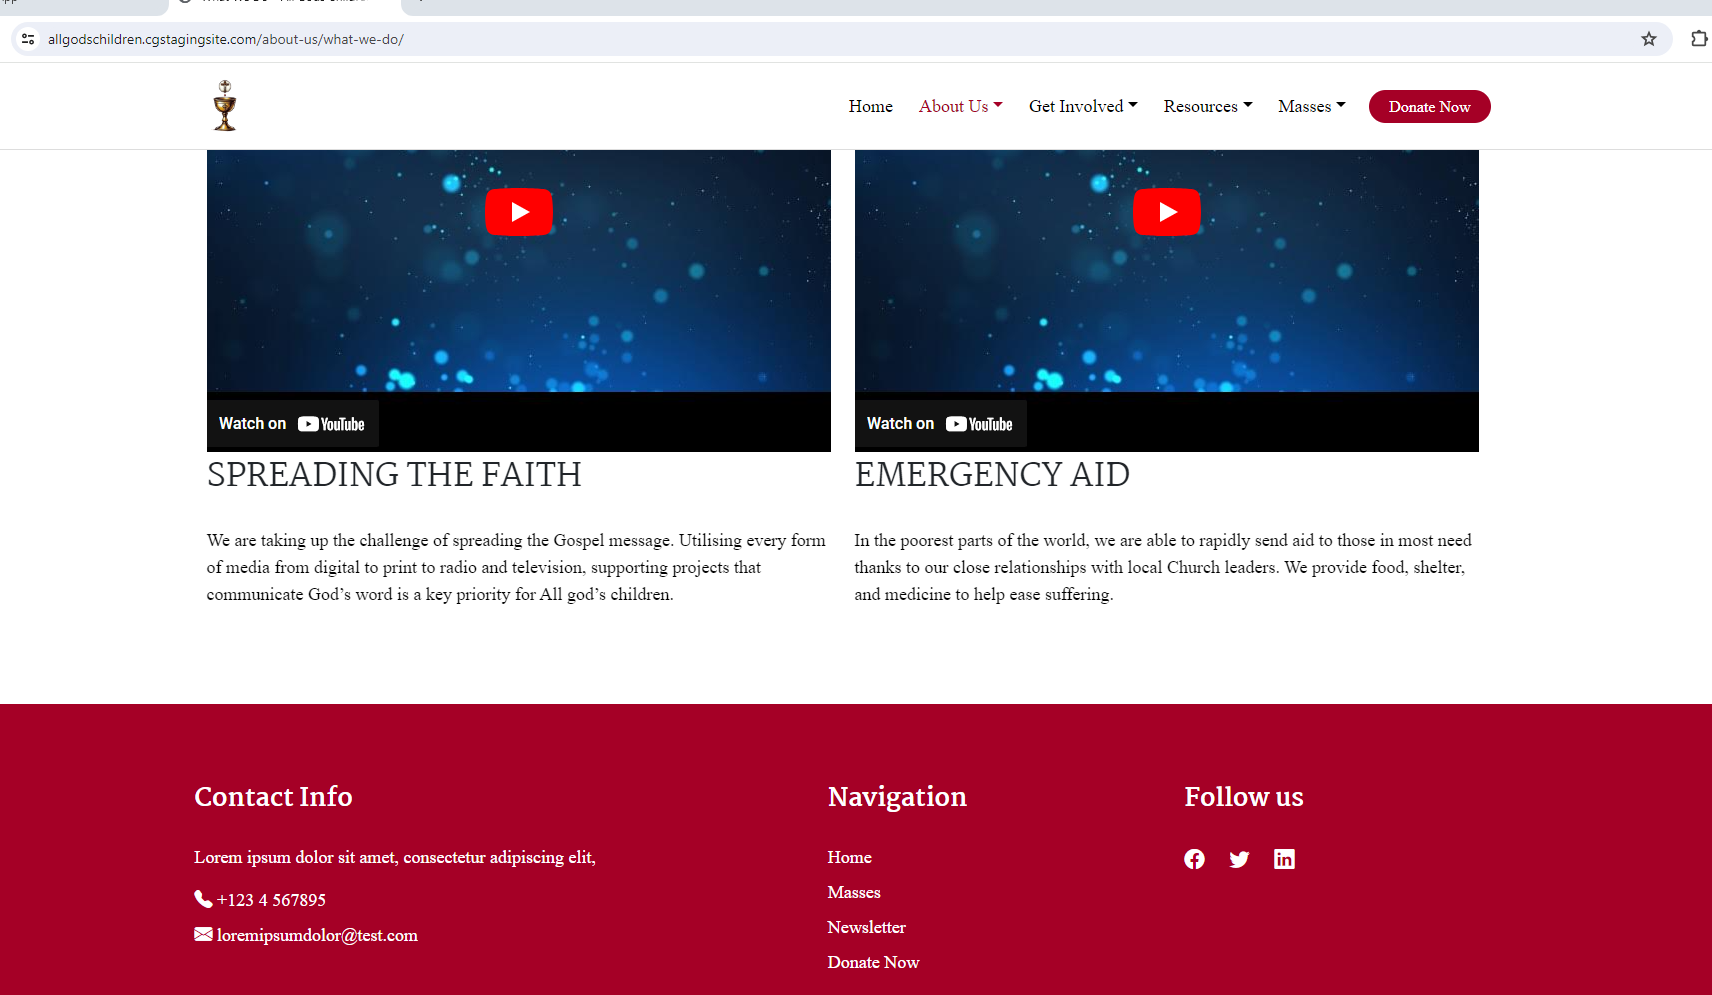 allgodschildren.cgstagingsite.com/about-us/what-we-do/
Home About Us Get Involved Resources Masses Donate Now
Watch on YouTube
Watch on YouTube
SPREADING THE FAITH
We are taking up the challenge of spreading the Gospel message. Utilising every form
of media from digital to print to radio and television, supporting projects that
communicate God’s word is a key priority for All god’s children.
EMERGENCY AID
In the poorest parts of the world, we are able to rapidly send aid to those in most need
thanks to our close relationships with local Church leaders. We provide food, shelter,
and medicine to help ease suffering.
Contact Info
Lorem ipsum dolor sit amet, consectetur adipiscing elit,
+123 4 567895
loremipsumdolor@test.com
Navigation
Home
Masses
Newsletter
Donate Now
Follow us